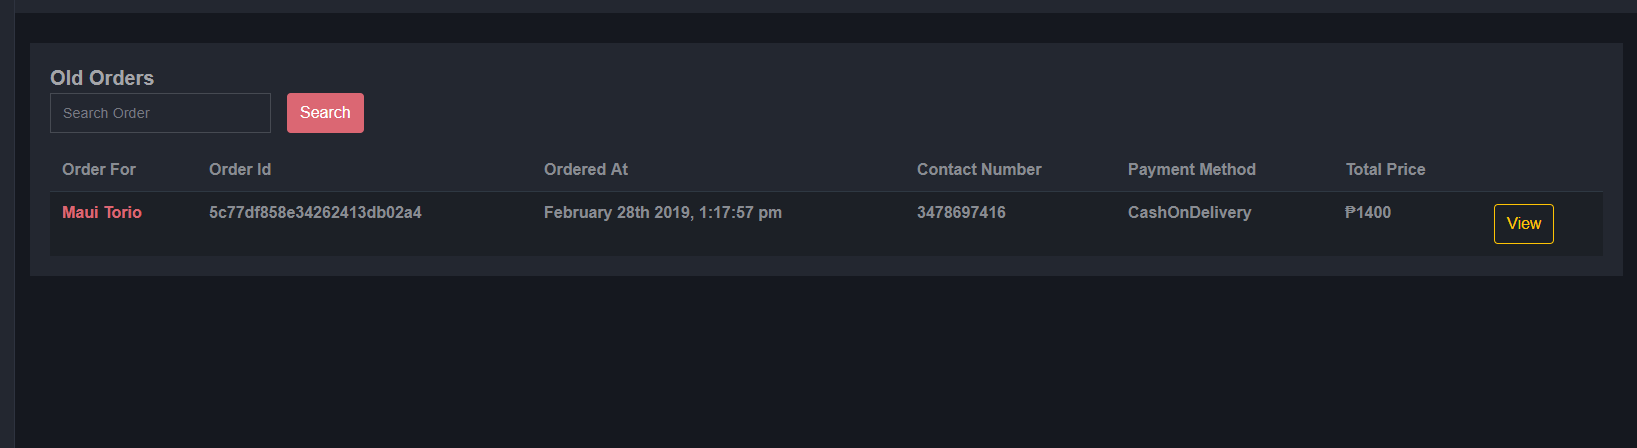 Old Orders
Search Order Search
Order For Order Id Ordered At Contact Number Payment Method Total Price
Maui Torio 5c77df858e34262413db02a4 February 28th 2019, 1:17:57 pm 3478697416 CashOnDelivery ₱1400 View